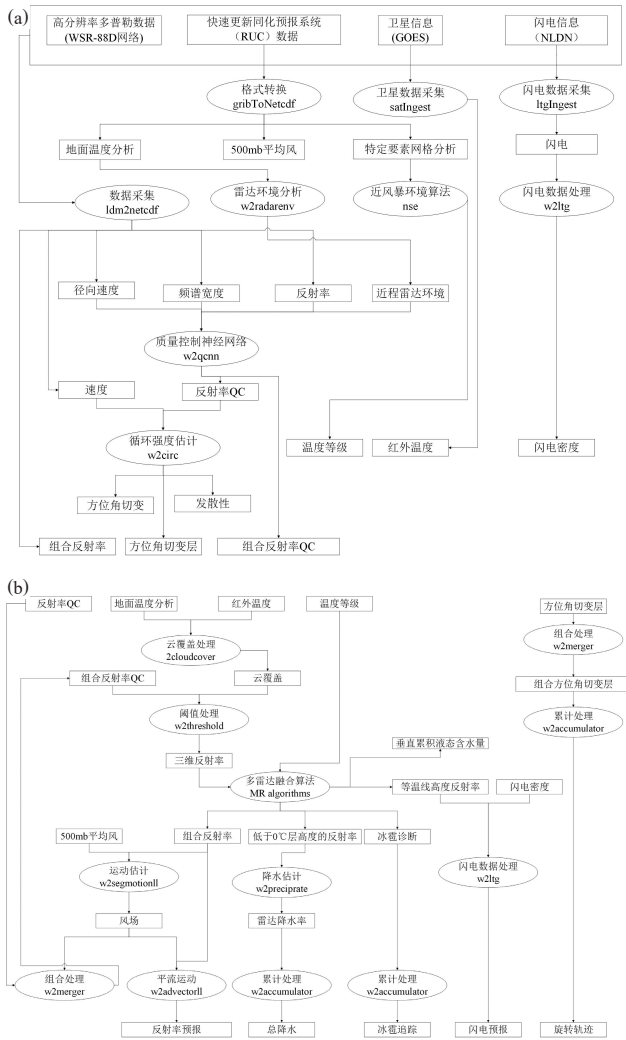 (a)
高分辨率多普勒数据
(WSR-88D网络)
快速更新同化预报系统
（RUC）数据
卫星信息
(GOES)
闪电信息
（NLDN）
格式转换
gribToNetcdf
卫星数据采集
satIngest
闪电数据采集
ltgIngest
地面温度分析
500mb平均风
特定要素网格分析
闪电
数据采集
ldm2netcdf
雷达环境分析
w2radarenv
近风暴环境算法
nse
闪电数据处理
w2ltg
径向速度
频谱宽度
反射率
近程雷达环境
质量控制神经网络
w2qcnn
速度
反射率QC
循环强度估计
w2circ
温度等级
红外温度
闪电密度
方位角切变
发散性
组合反射率
方位角切变层
组合反射率QC
(b)
反射率QC
地面温度分析
红外温度
温度等级
方位角切变层
云覆盖处理
2cloudcover
组合处理
w2merger
组合反射率QC
云覆盖
组合方位角切变层
阈值处理
w2threshold
累计处理
w2accumulator
垂直累积液态含水量
三维反射率
多雷达融合算法
MR algorithms
等温线高度反射率
闪电密度
500mb平均风
组合反射率
低于0℃层高度的反射率
冰雹诊断
运动估计
w2segmotionll
降水估计
w2preciprate
闪电数据处理
w2ltg
风场
雷达降水率
组合处理
w2merger
平流运动
w2advectorll
累计处理
w2accumulator
累计处理
w2accumulator
反射率预报
总降水
冰雹追踪
闪电预报
旋转轨迹